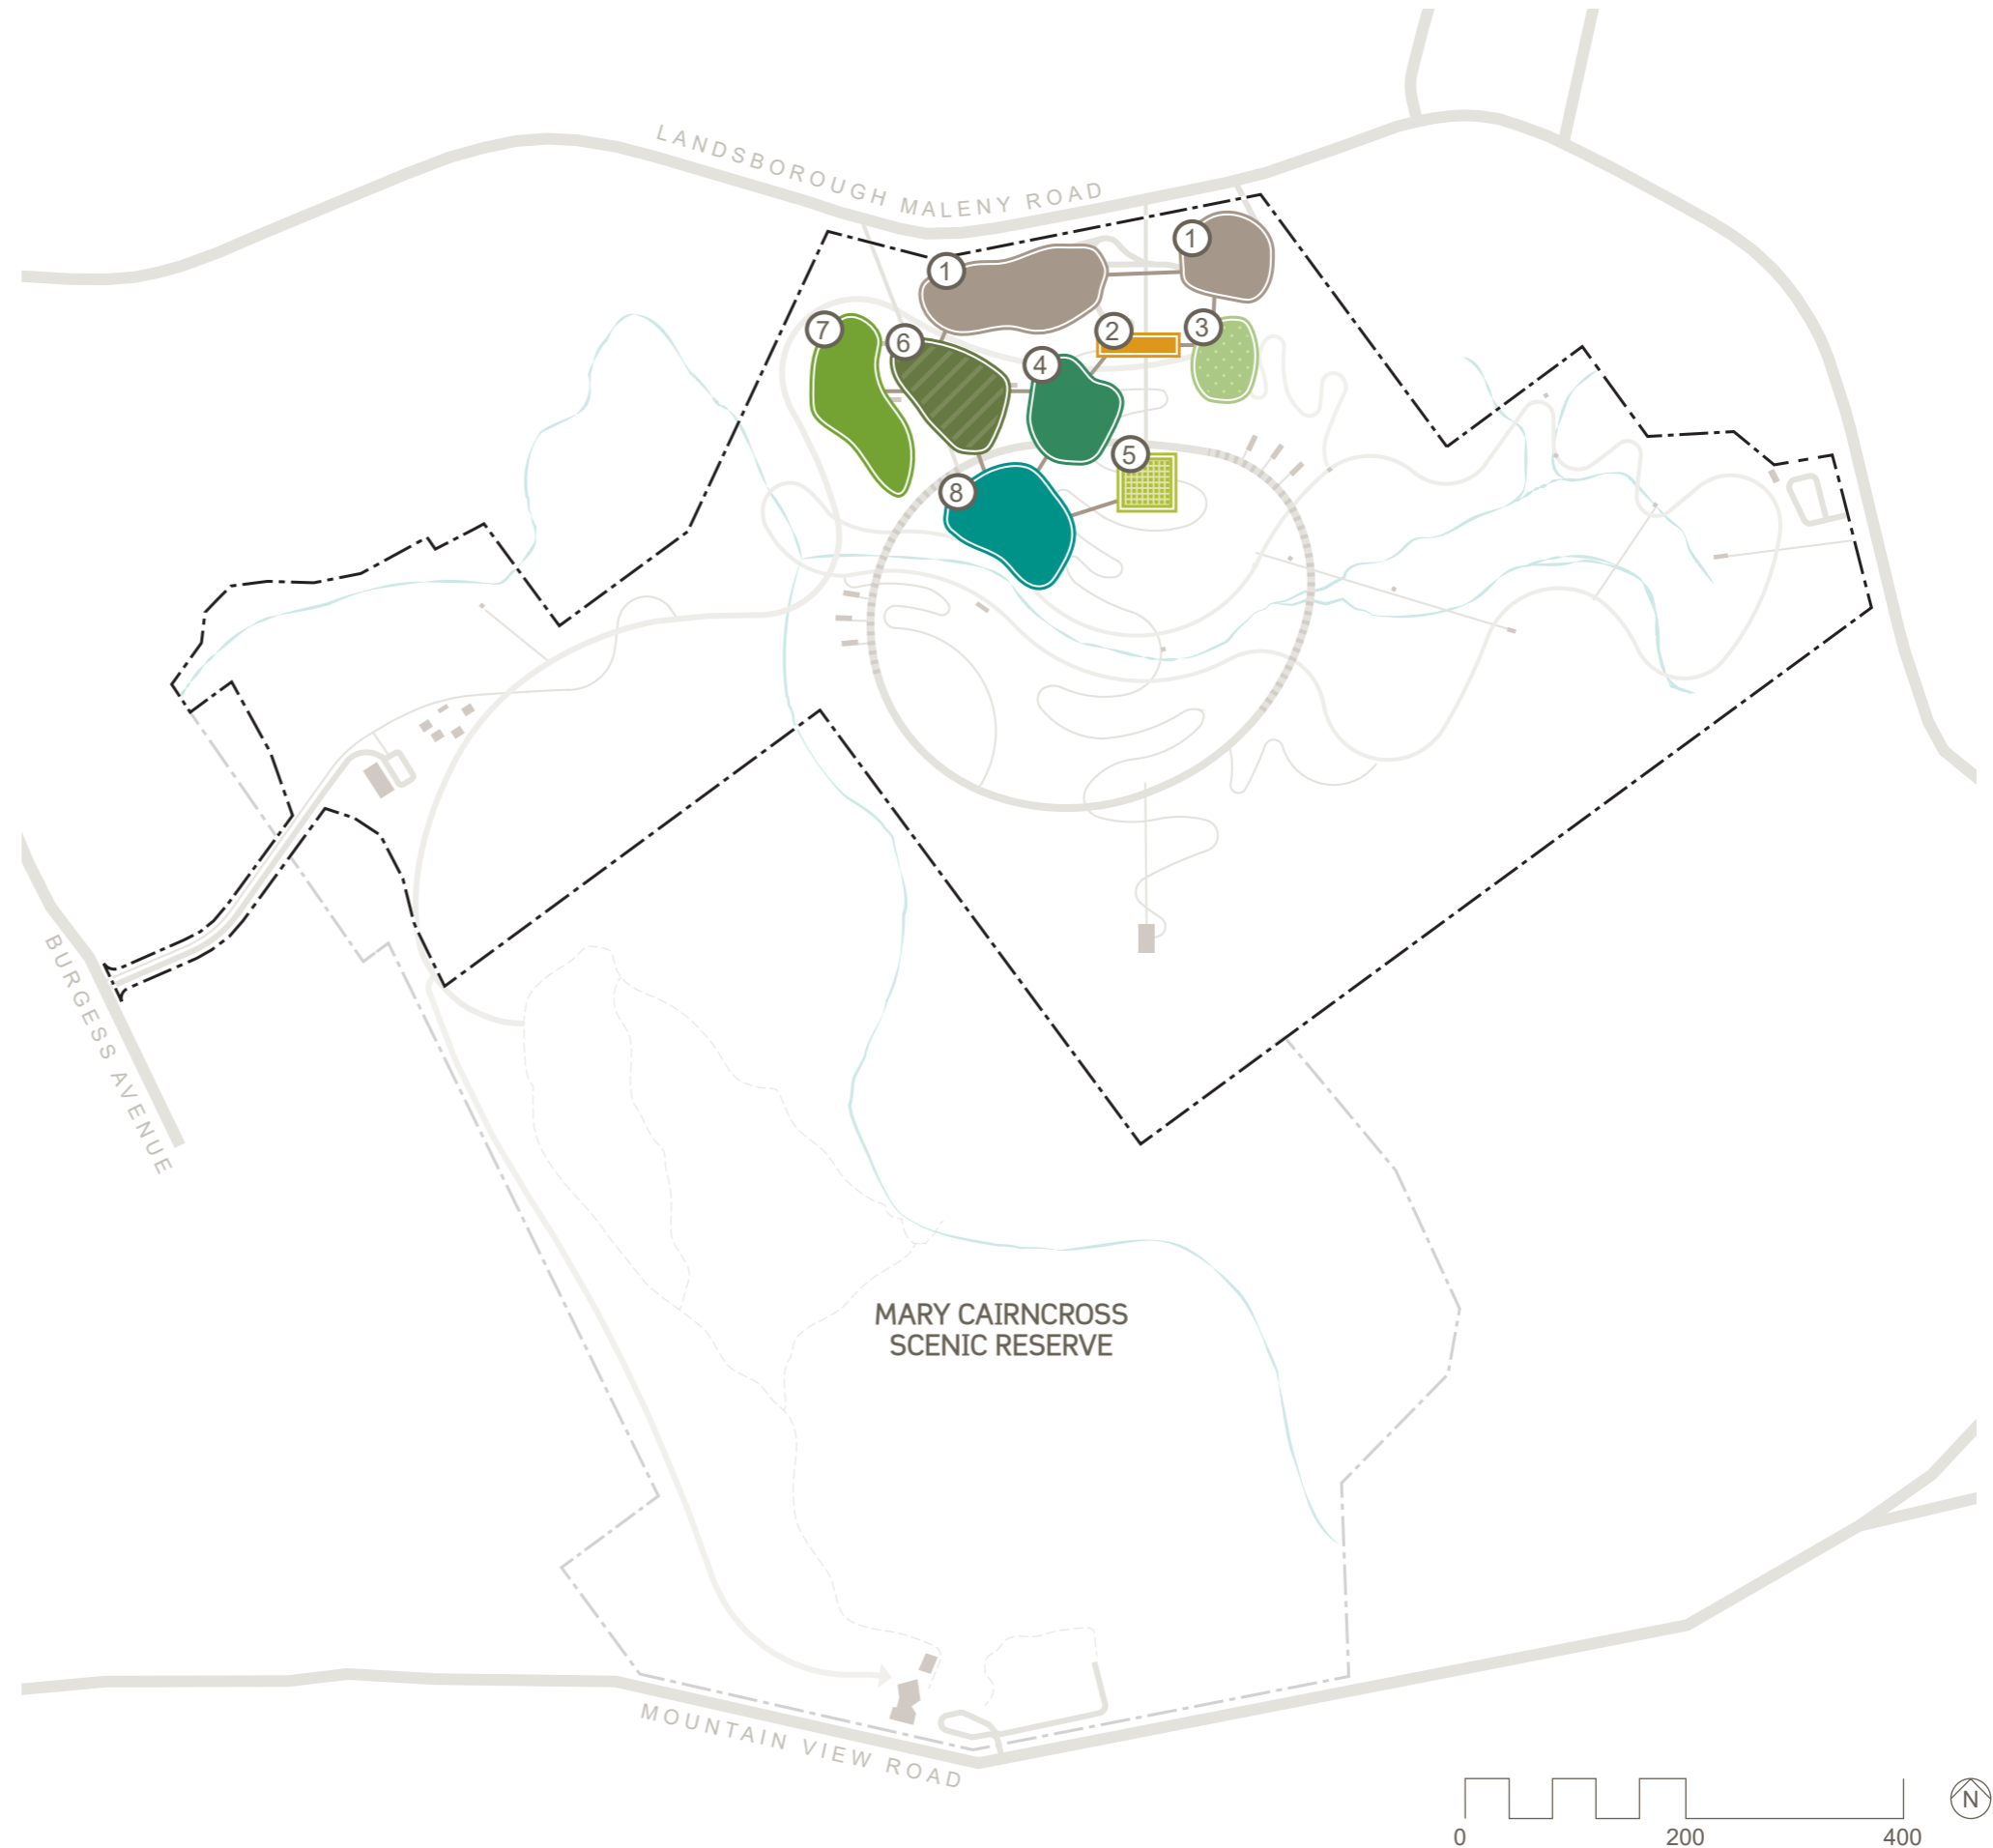 LANDSBOROUGH MALENY ROAD
1
1
2
3
7
6
4
5
8
BURGESS AVENUE
MARY CAIRNCROSS
SCENIC RESERVE
MOUNTAIN VIEW ROAD
N
0 200 400